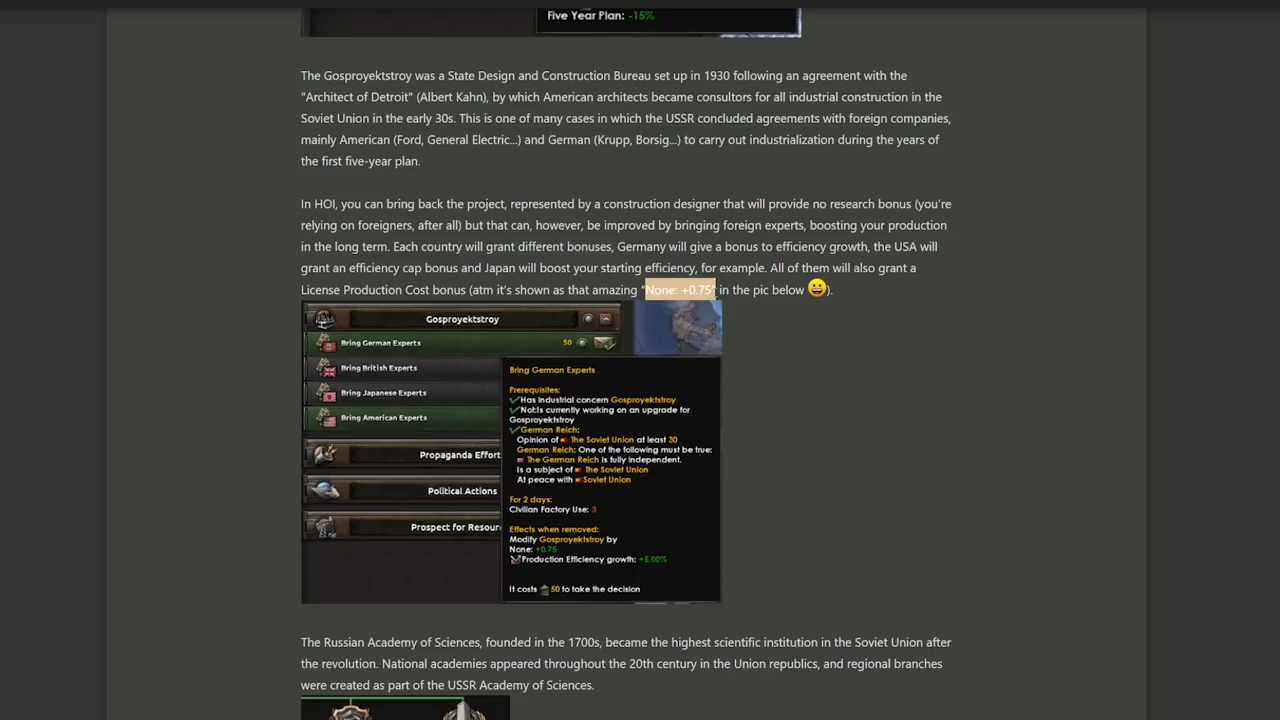 Five Year Plan: -15%
The Gosproyektstroy was a State Design and Construction Bureau set up in 1930 following an agreement with the
"Architect of Detroit" (Albert Kahn), by which American architects became consultors for all industrial construction in the
Soviet Union in the early 30s. This is one of many cases in which the USSR concluded agreements with foreign companies,
mainly American (Ford, General Electric...) and German (Krupp, Borsig...) to carry out industrialization during the years of
the first five-year plan.
In HOI, you can bring back the project, represented by a construction designer that will provide no research bonus (you're
relying on foreigners, after all) but that can, however, be improved by bringing foreign experts, boosting your production
in the long term. Each country will grant different bonuses, Germany will give a bonus to efficiency growth, the USA will
grant an efficiency cap bonus and Japan will boost your starting efficiency, for example. All of them will also grant a
License Production Cost bonus (atm it's shown as that amazing "None: +0.75" in the pic below 😀).
Gosproyektstroy
Bring German Experts 50
Bring British Experts
Bring Japanese Experts
Bring American Experts
Propaganda Effort
Political Actions
Prospect for Resour
Bring German Experts
Prerequisites:
Has industrial concern Gosproyektstroy
Not:Is currently working on an upgrade for
Gosproyektstroy
German Reich:
Opinion of The Soviet Union at least 30
German Reich: One of the following must be true:
The German Reich is fully independent.
Is a subject of The Soviet Union
At peace with Soviet Union
For 2 days:
Civilian Factory Use: 3
Effects when removed:
Modify Gosproyektstroy by
None: +0.75
Production Efficiency growth: +5.00%
It costs 50 to take the decision
The Russian Academy of Sciences, founded in the 1700s, became the highest scientific institution in the Soviet Union after
the revolution. National academies appeared throughout the 20th century in the Union republics, and regional branches
were created as part of the USSR Academy of Sciences.